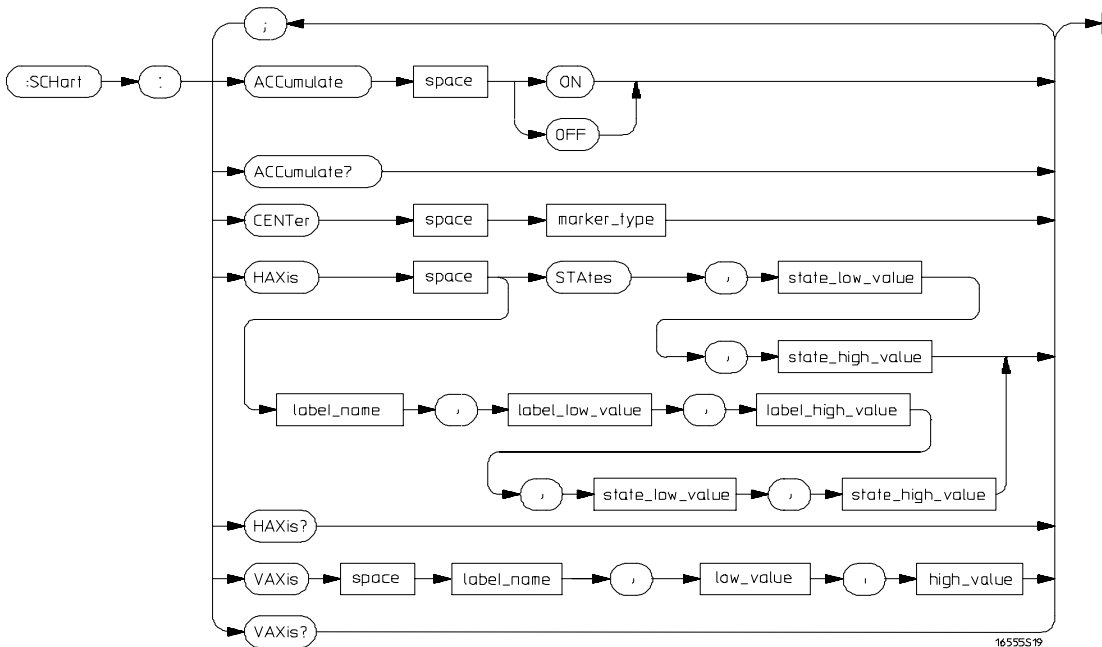 ;
:SCHart : ACCumulate space ON
OFF
ACCumulate?
CENTer space marker_type
HAXis space STAtes , state_low_value
, state_high_value
label_name , label_low_value , label_high_value
, state_low_value , state_high_value
HAXis?
VAXis space label_name , low_value , high_value
VAXis?
16555S19